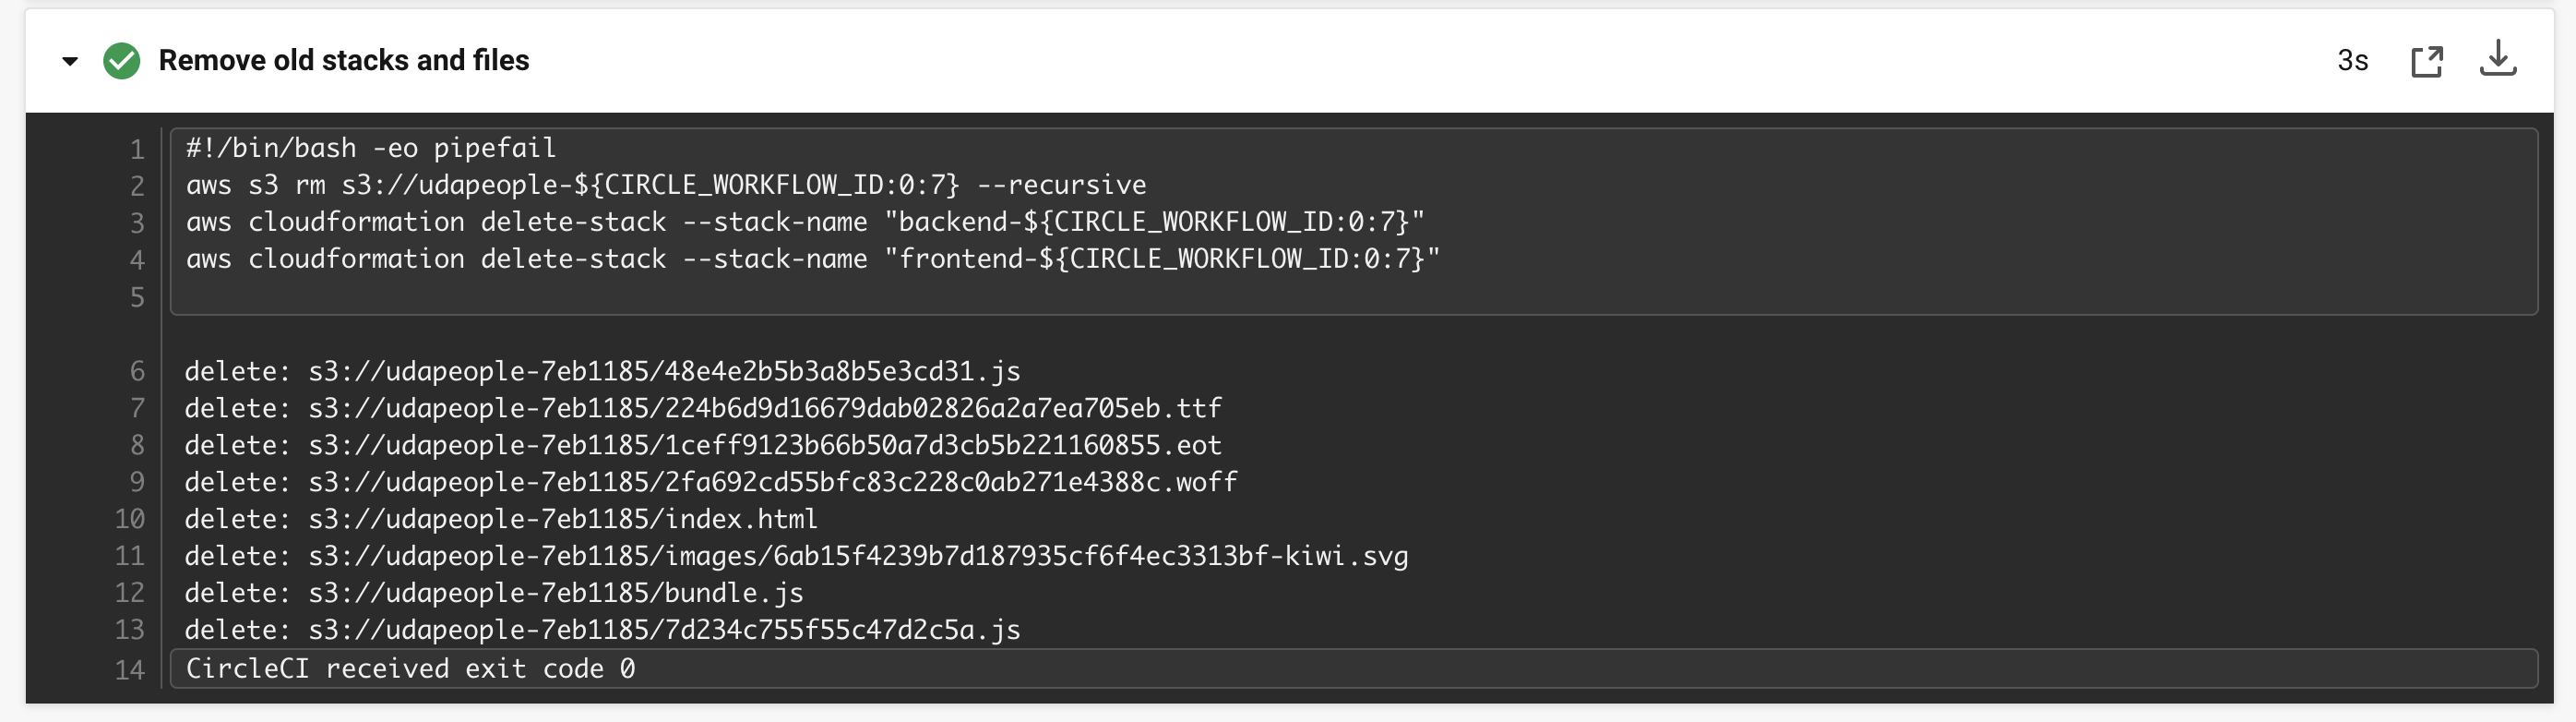 Remove old stacks and files
3s
1 #!/bin/bash -eo pipefail
2 aws s3 rm s3://udapeople-${CIRCLE_WORKFLOW_ID:0:7} --recursive
3 aws cloudformation delete-stack --stack-name "backend-${CIRCLE_WORKFLOW_ID:0:7}"
4 aws cloudformation delete-stack --stack-name "frontend-${CIRCLE_WORKFLOW_ID:0:7}"
5
6 delete: s3://udapeople-7eb1185/48e4e2b5b3a8b5e3cd31.js
7 delete: s3://udapeople-7eb1185/224b6d9d16679dab02826a2a7ea705eb.ttf
8 delete: s3://udapeople-7eb1185/1ceff9123b66b50a7d3cb5b221160855.eot
9 delete: s3://udapeople-7eb1185/2fa692cd55bfc83c228c0ab271e4388c.woff
10 delete: s3://udapeople-7eb1185/index.html
11 delete: s3://udapeople-7eb1185/images/6ab15f4239b7d187935cf6f4ec3313bf-kiwi.svg
12 delete: s3://udapeople-7eb1185/bundle.js
13 delete: s3://udapeople-7eb1185/7d234c755f55c47d2c5a.js
14 CircleCI received exit code 0